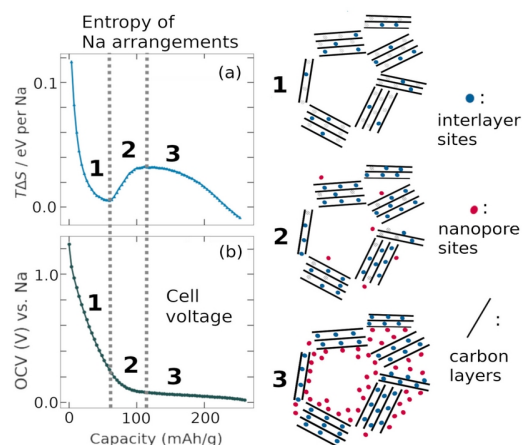 Entropy of
Na arrangements
(a)
TΔS / eV per Na
0.1
0.0
1
2
3
(b)
OCV (V) vs. Na
1.0
0.0
1
2
3
Cell
voltage
0
100
200
Capacity (mAh/g)
1
2
3
:
interlayer
sites
:
nanopore
sites
:
carbon
layers